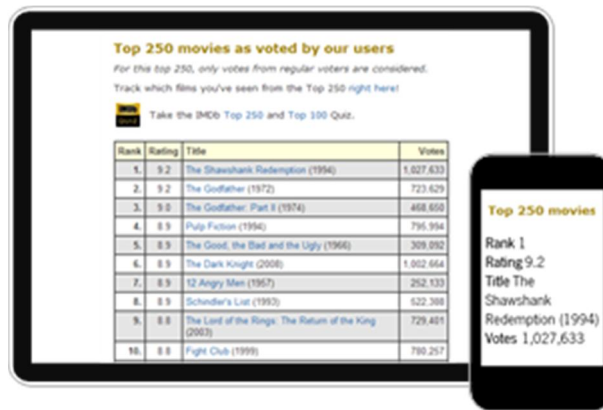 Top 250 movies as voted by our users
For this top 250, only votes from regular voters are considered.
Track which films you've seen from the Top 250 right here!
IMDb
QUIZ
Take the IMDb Top 250 and Top 100 Quiz.
Rank Rating Title Votes
1. 9.2 The Shawshank Redemption (1994) 1,027,633
2. 9.2 The Godfather (1972) 723,629
3. 9.0 The Godfather: Part II (1974) 468,650
4. 8.9 Pulp Fiction (1994) 795,994
5. 8.9 The Good, the Bad and the Ugly (1966) 309,092
6. 8.9 The Dark Knight (2008) 1,002,664
7. 8.9 12 Angry Men (1957) 252,133
8. 8.9 Schindler's List (1993) 522,388
9. 8.8 The Lord of the Rings: The Return of the King 729,401
(2003)
10. 8.8 Fight Club (1999) 780,257
Top 250 movies
Rank 1
Rating 9.2
Title The
Shawshank
Redemption (1994)
Votes 1,027,633